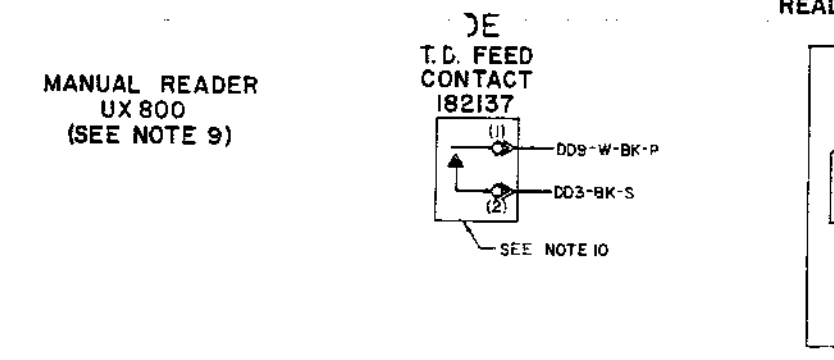 MANUAL READER
UX 800
(SEE NOTE 9)
T.D. FEED
CONTACT
182137
(1)
DD9-W-BK-P
DD3-BK-S
(2)
SEE NOTE 10